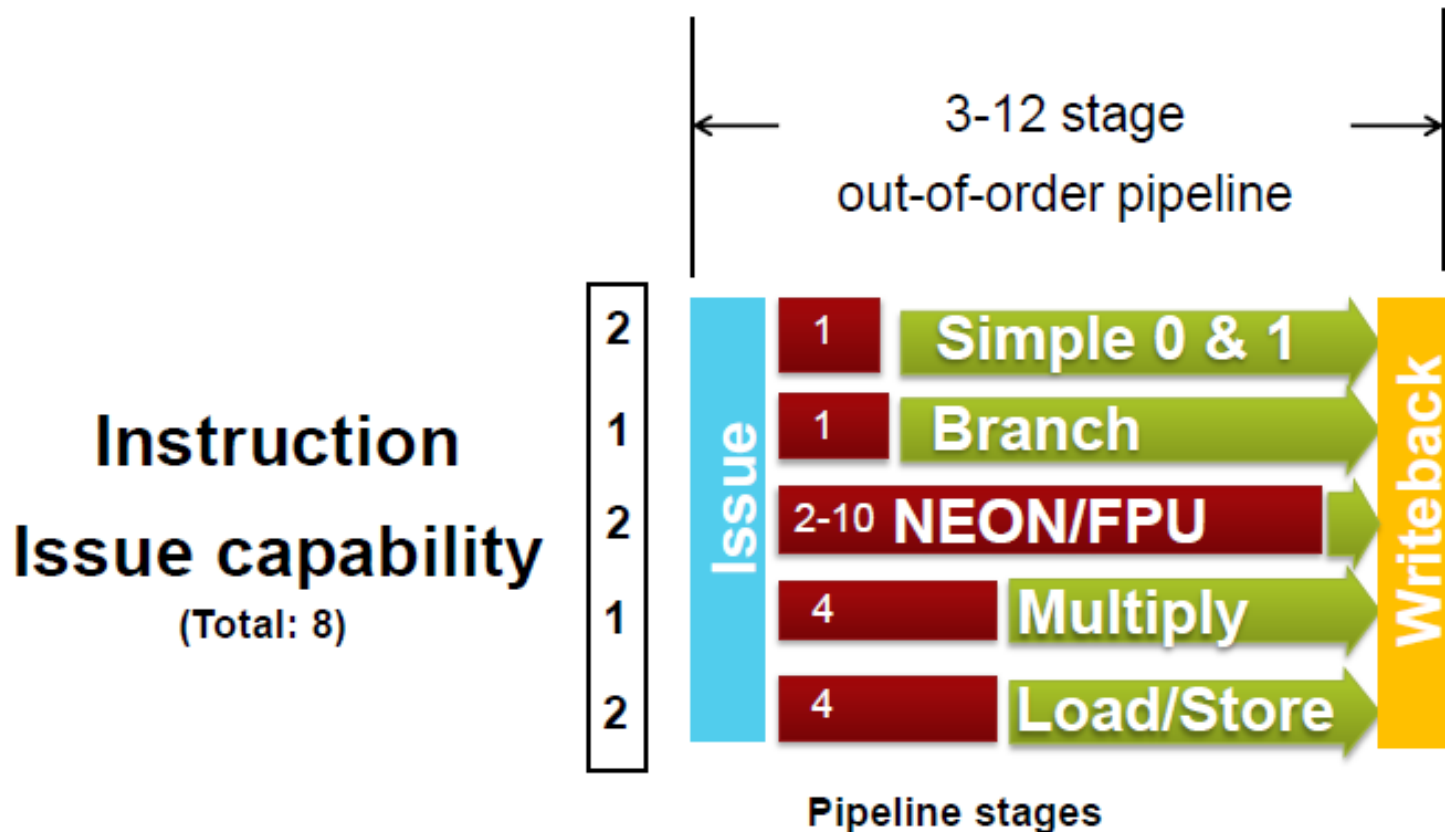 3-12 stage
out-of-order pipeline
Instruction
Issue capability
(Total: 8)
2
1
2
1
2
Issue
1 Simple 0 & 1
1 Branch
2-10 NEON/FPU
4 Multiply
4 Load/Store
Writeback
Pipeline stages